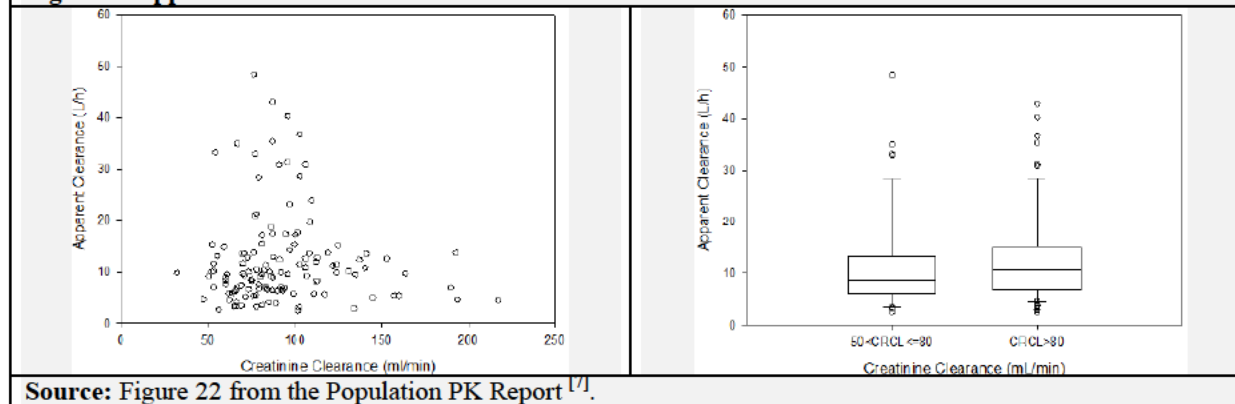 60
50
40
30
20
10
0
Apparent Clearance (L/h)
0 50 100 150 200 250
Creatinine Clearance (ml/min)
60
50
40
30
20
10
0
Apparent Clearance (L/h)
50<CRCL<=80 CRCL>80
Creatinine Clearance (mL/min)
Source: Figure 22 from the Population PK Report [7].